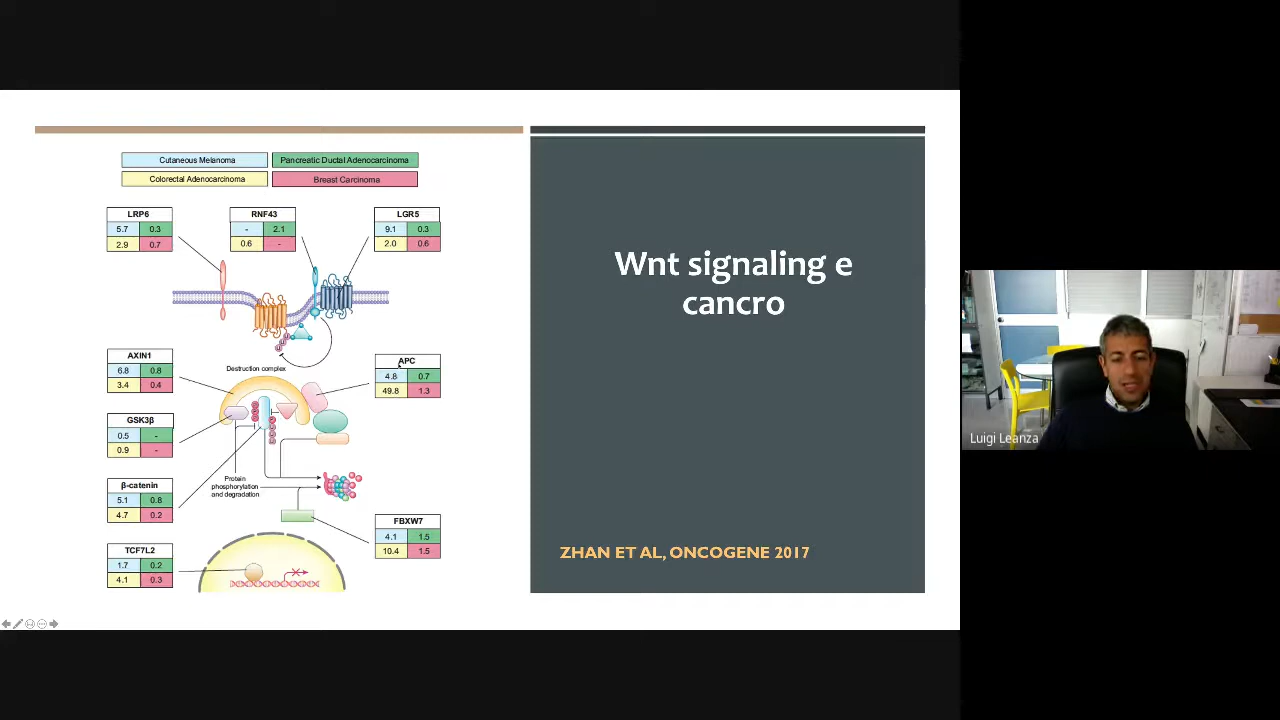 Cutaneous Melanoma
Pancreatic Ductal Adenocarcinoma
Colorectal Adenocarcinoma
Breast Carcinoma
LRP6
5.7 0.3
2.9 0.7
RNF43
- 2.1
0.6 -
LGR5
9.1 0.3
2.0 0.6
AXIN1
6.8 0.8
3.4 0.4
Destruction complex
APC
4.8 0.7
49.8 1.3
GSK3β
0.5 -
0.9 -
β-catenin
5.1 0.8
4.7 0.2
Protein
phosphorylation
and degradation
FBXW7
4.1 1.5
10.4 1.5
TCF7L2
1.7 0.2
4.1 0.3
Wnt signaling e
cancro
ZHAN ET AL, ONCOGENE 2017
Luigi Leanza